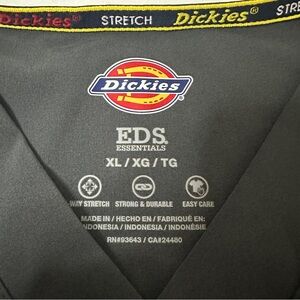 Dickies® STRETCH Dickies® STRE
Dickies
EDS.
ESSENTIALS
XL / XG / TG
WAY STRETCH STRONG & DURABLE EASY CARE
MADE IN / HECHO EN / FABRIQUÉ EN:
INDONESIA / INDONESIA / INDONÉSIE
RN#93643 / CA#24480